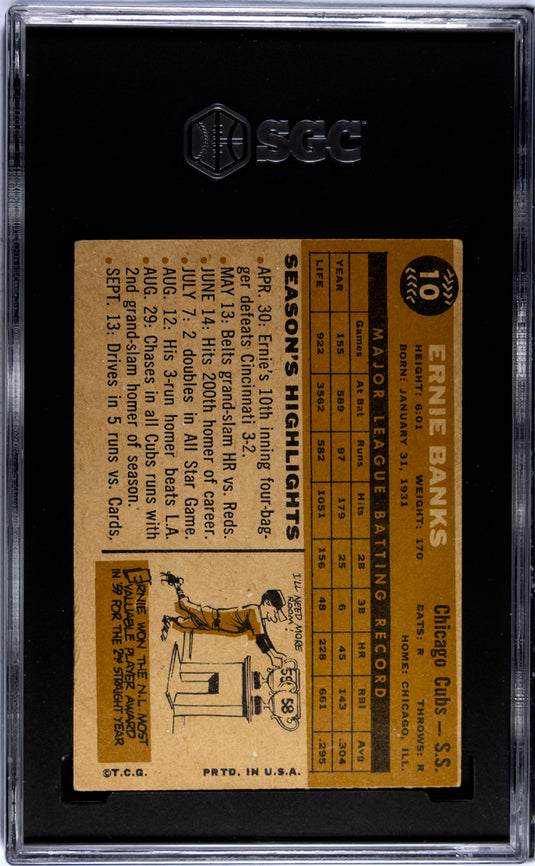 SGC
10
ERNIE BANKS
Chicago Cubs — S.S.
HEIGHT: 6:01 WEIGHT: 170 BATS: R THROWS: R
BORN: JANUARY 31, 1931 HOME: CHICAGO, ILL.
MAJOR LEAGUE BATTING RECORD
Games At Bat Runs Hits 2B 3B HR RBI Avg
YEAR 155 589 97 179 25 6 45 143 .304
LIFE 922 3562 582 1051 156 48 228 661 .295
SEASON'S HIGHLIGHTS
• APR. 30: Ernie's 10th inning four-bag-
ger defeats Cincinnati 3-2.
• MAY 13: Belts grand-slam HR vs. Reds.
• JUNE 14: Hits 200th homer of career.
• JULY 7: 2 doubles in All Star Game.
• AUG. 12: His 3-run homer beats L.A.
• AUG. 29: Chases in all Cubs runs with
2nd grand-slam homer of season.
• SEPT. 13: Drives in 5 runs vs. Cards.
I'LL NEED MORE
ROOM!
59
58
ERNIE WON THE N.L. MOST
VALUABLE PLAYER AWARD
IN 59 FOR THE 2nd STRAIGHT YEAR
©T.C.G. PRTD. IN U.S.A.